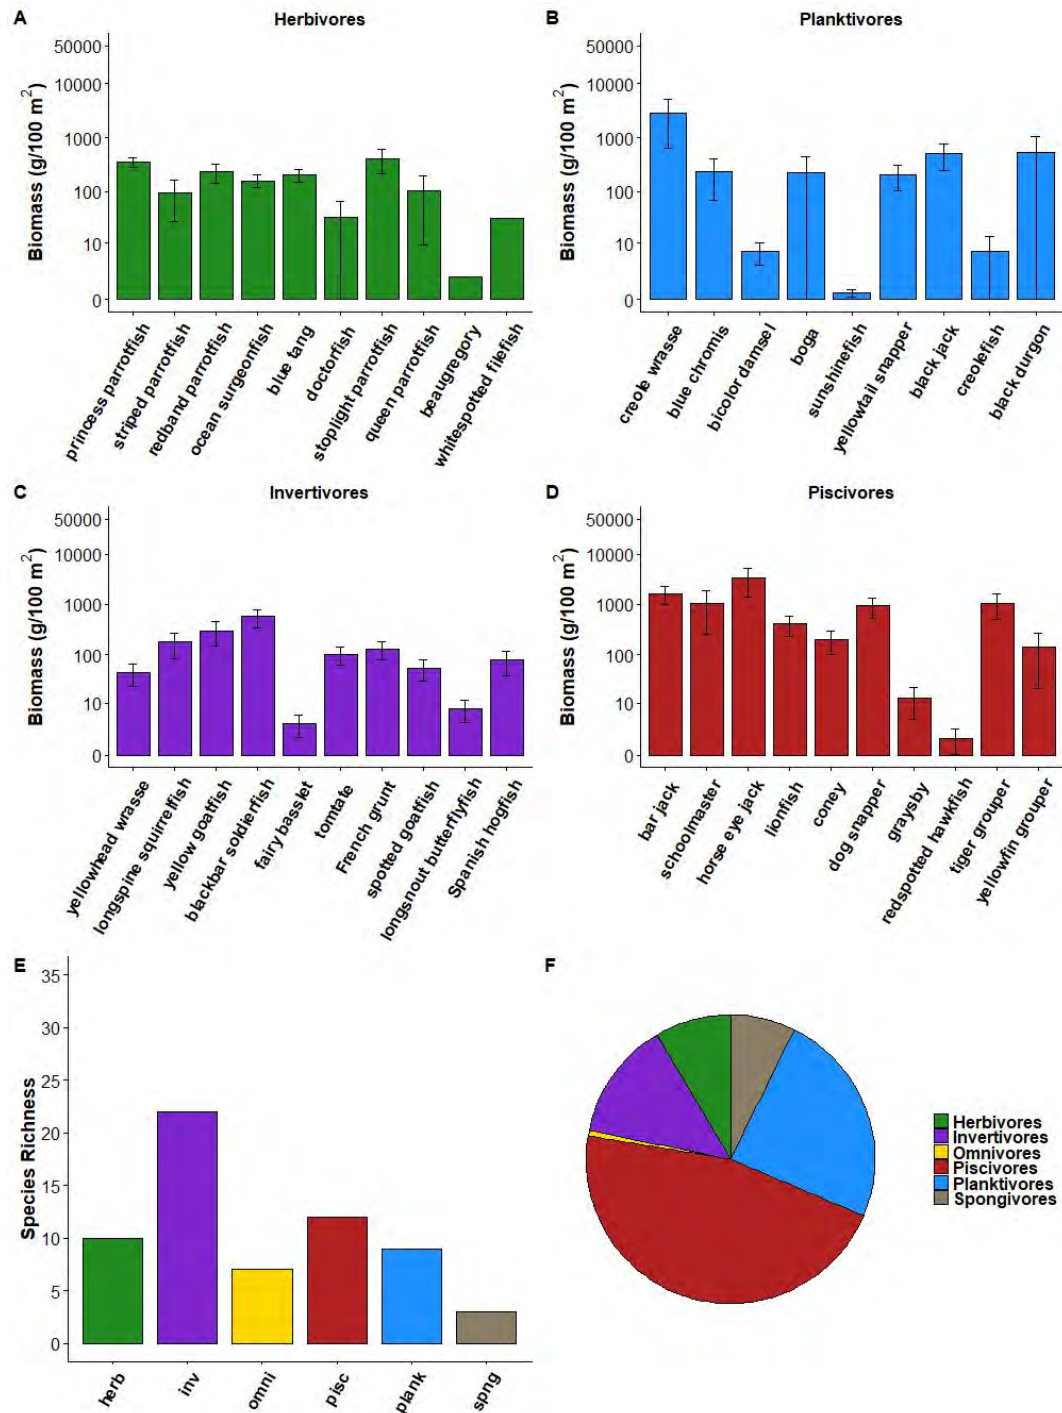 A
Herbivores
Biomass (g/100 m²)
50000
10000
1000
100
10
0
princess parrotfish
striped parrotfish
redband parrotfish
ocean surgeonfish
blue tang
doctorfish
stoplight parrotfish
queen parrotfish
beaugregory
whitespotted filefish
B
Planktivores
Biomass (g/100 m²)
50000
10000
1000
100
10
0
creole wrasse
blue chromis
bicolor damsel
boga
sunshinefish
yellowtail snapper
black jack
creolefish
black durgon
C
Invertivores
Biomass (g/100 m²)
50000
10000
1000
100
10
0
yellowhead wrasse
longspine squirrelfish
yellow goatfish
blackbar soldierfish
fairy basslet
tomtate
French grunt
spotted goatfish
longsnout butterflyfish
Spanish hogfish
D
Piscivores
Biomass (g/100 m²)
50000
10000
1000
100
10
0
bar jack
schoolmaster
horse eye jack
lionfish
coney
dog snapper
graysby
redspotted hawkfish
tiger grouper
yellowfin grouper
E
Species Richness
35
30
25
20
15
10
5
0
herb
inv
omni
pisc
plank
spng
F
Herbivores
Invertivores
Omnivores
Piscivores
Planktivores
Spongivores